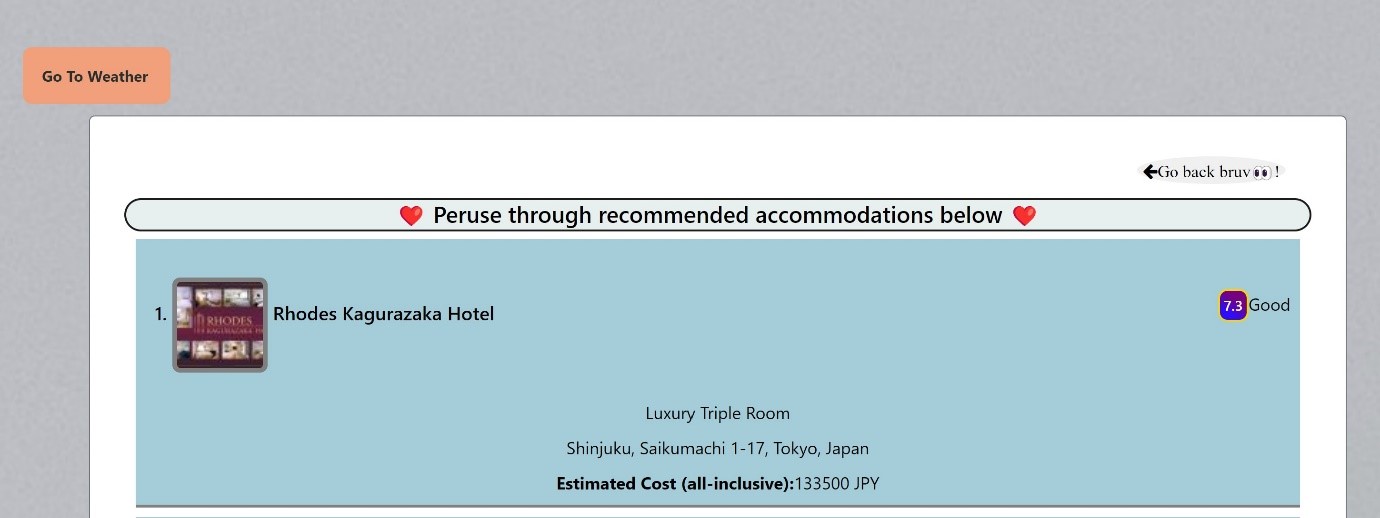 Go To Weather
🡸Go back bruv👀!
❤️ Peruse through recommended accommodations below ❤️
1.
RHODES
KAGURAZAKA
Rhodes Kagurazaka Hotel
7.3 Good
Luxury Triple Room
Shinjuku, Saikumachi 1-17, Tokyo, Japan
Estimated Cost (all-inclusive):133500 JPY